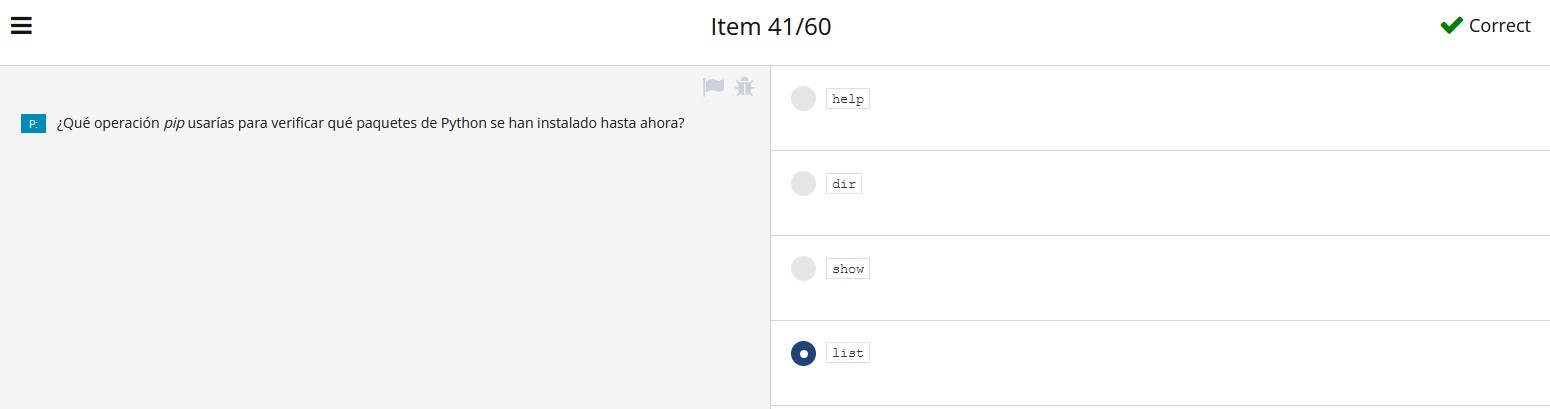 Item 41/60
Correct
P: ¿Qué operación pip usarías para verificar qué paquetes de Python se han instalado hasta ahora?
help
dir
show
list